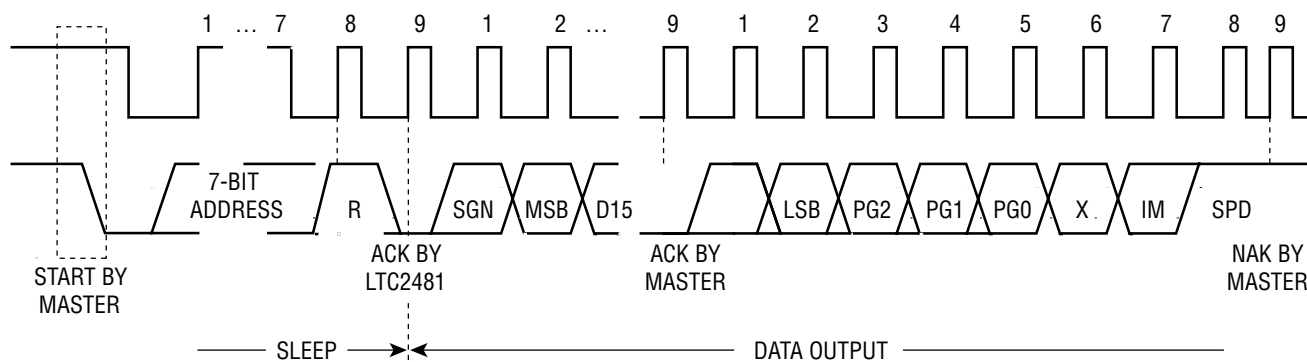 1 … 7 8 9 1 2 … 9 1 2 3 4 5 6 7 8 9
7-BIT
ADDRESS
R SGN MSB D15 LSB PG2 PG1 PG0 X IM SPD
START BY
MASTER
ACK BY
LTC2481
ACK BY
MASTER
NAK BY
MASTER
SLEEP DATA OUTPUT